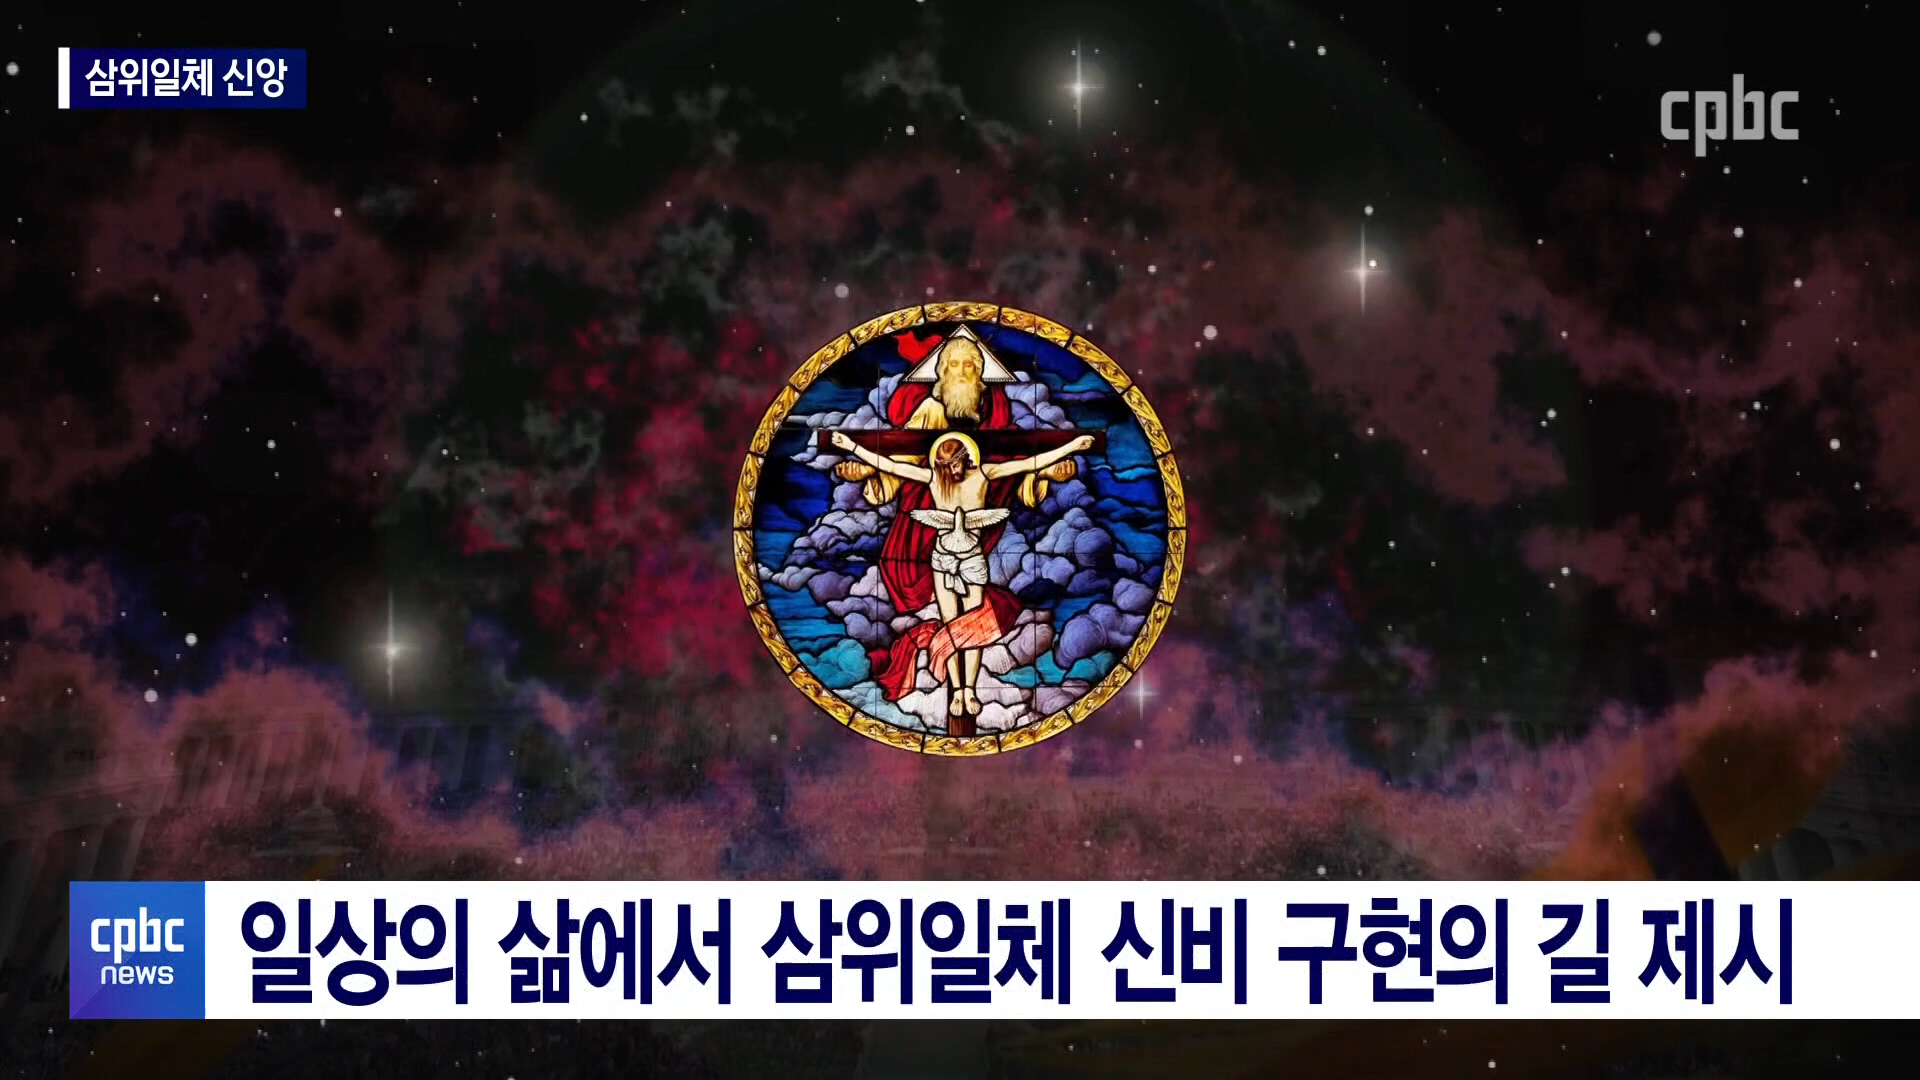 삼위일체 신앙
cpbc
cpbc
news
일상의 삶에서 삼위일체 신비 구현의 길 제시